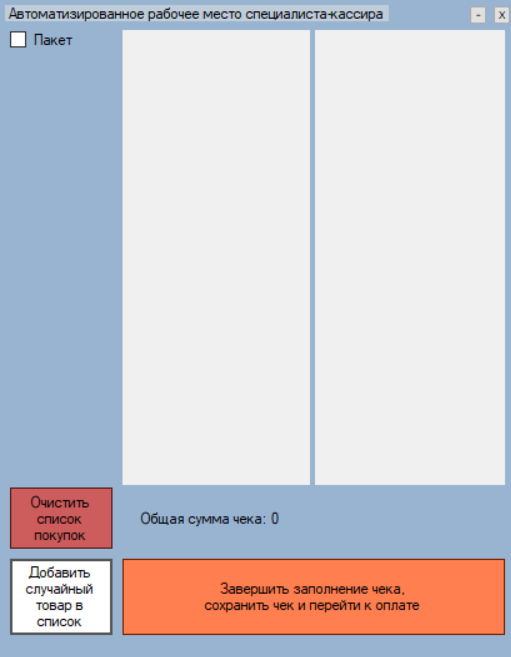 Автоматизированное рабочее место специалиста-кассира
- x
Пакет
Очистить
список
покупок
Общая сумма чека: 0
Добавить
случайный
товар в
список
Завершить заполнение чека,
сохранить чек и перейти к оплате